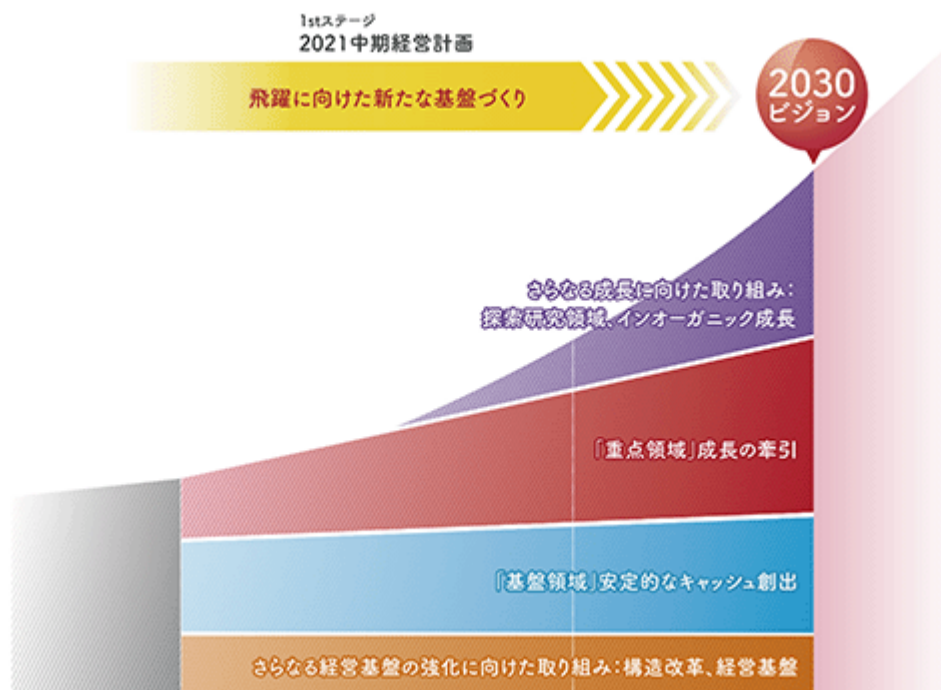 1stステージ
2021中期経営計画
飛躍に向けた新たな基盤づくり
2030
ビジョン
さらなる成長に向けた取り組み：
探索研究領域、インオーガニック成長
「重点領域」成長の牽引
「基盤領域」安定的なキャッシュ創出
さらなる経営基盤の強化に向けた取り組み：構造改革、経営基盤